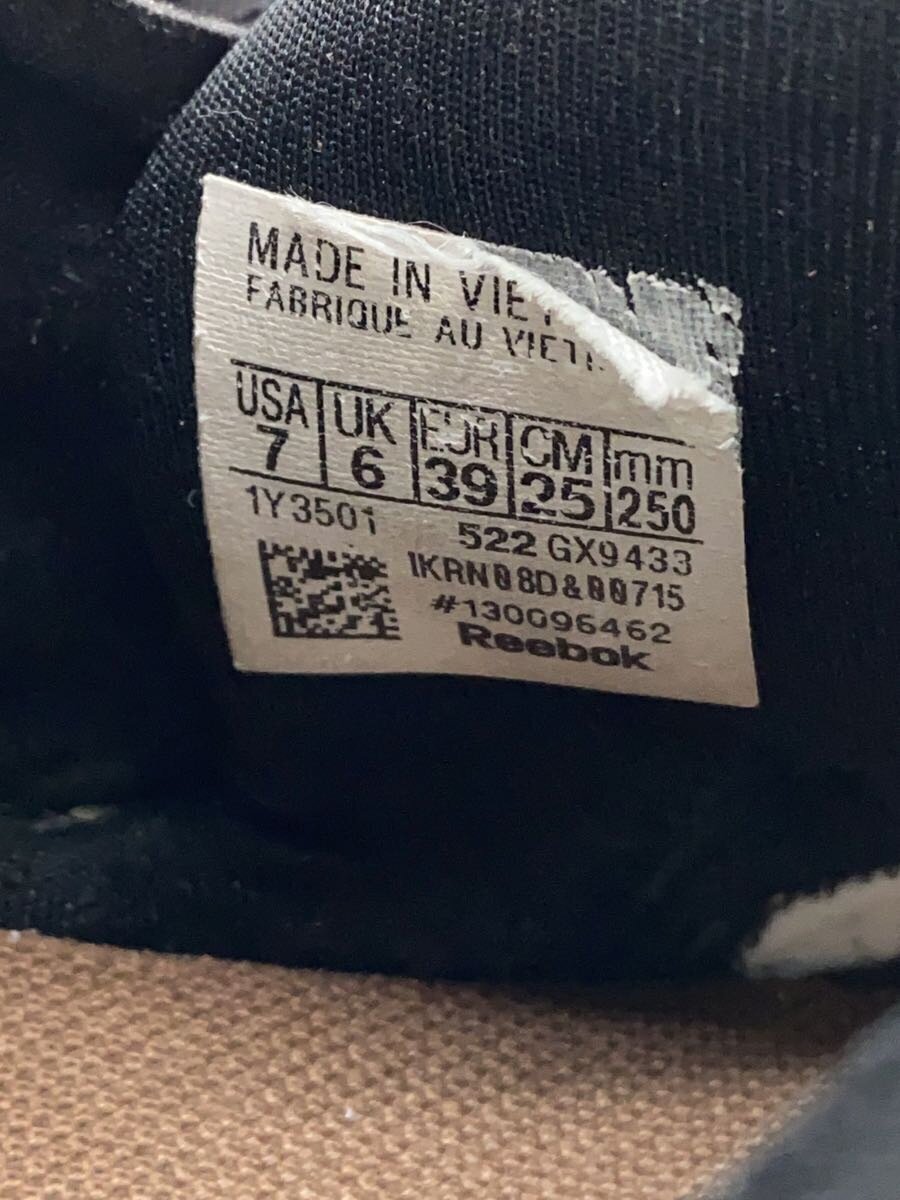 MADE IN VIET
FABRIQUE AU VIET
USA UK EUR CM mm
7 6 39 25 250
1Y3501 522 GX9433
1KRN08D&00715
#130096462
Reebok